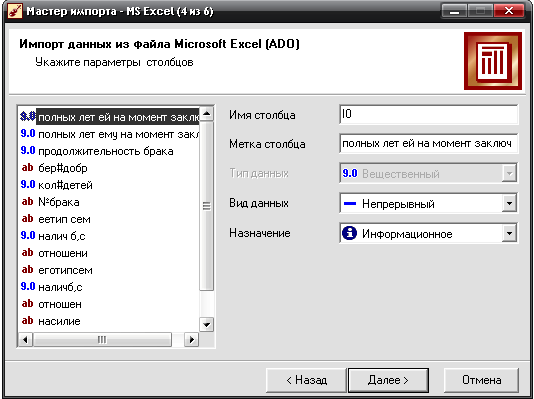 Мастер импорта - MS Excel (4 из 6)
Импорт данных из файла Microsoft Excel (ADO)
Укажите параметры столбцов
9.0 полных лет ей на момент заклю
9.0 полных лет ему на момент закл
9.0 продолжительность брака
ab бер#добр
9.0 кол#детей
ab №брака
ab еетип сем
9.0 налич б,с
ab отношени
ab еготипсем
9.0 наличб,с
ab отношен
ab насилие
Имя столбца
IO
Метка столбца
полных лет ей на момент заключ
Тип данных
9.0 Вещественный
Вид данных
Непрерывный
Назначение
Информационное
< Назад
Далее >
Отмена